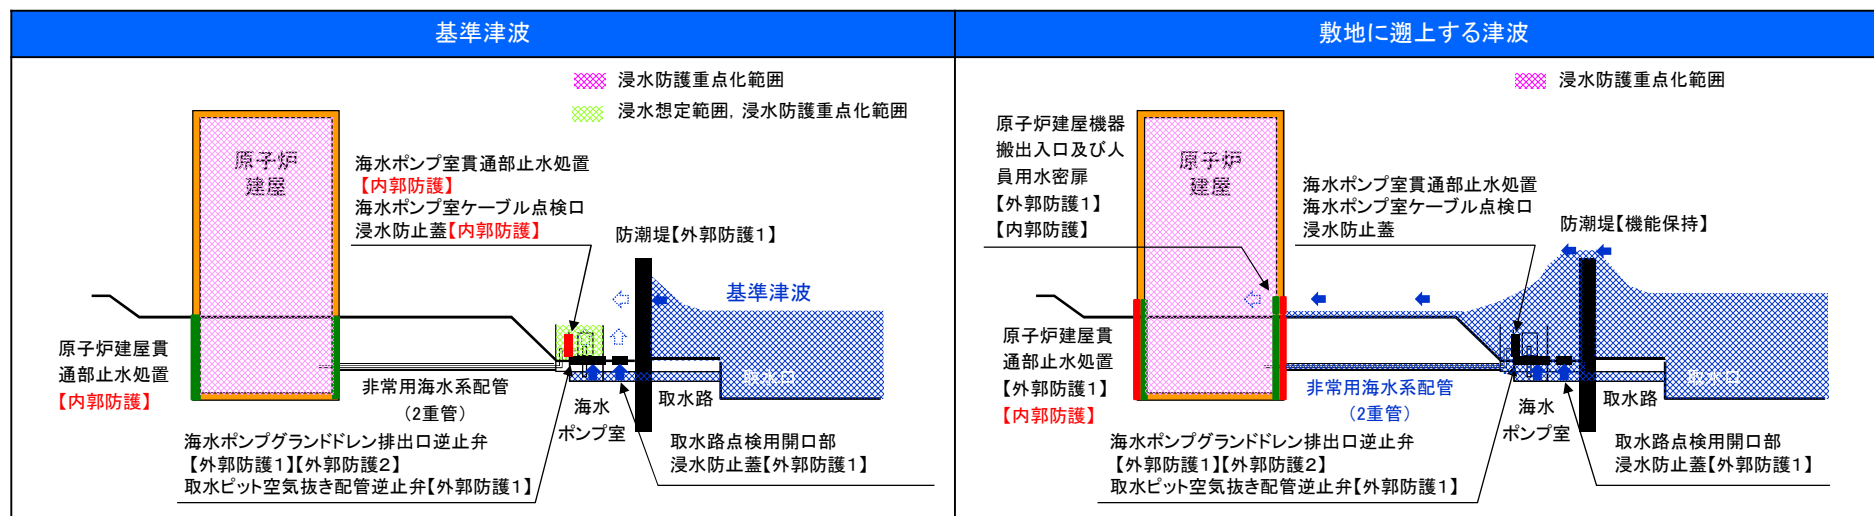 基準津波
浸水防護重点化範囲
浸水想定範囲，浸水防護重点化範囲
原子炉
建屋
海水ポンプ室貫通部止水処置
【内郭防護】
海水ポンプ室ケーブル点検口
浸水防止蓋【内郭防護】
防潮堤【外郭防護１】
基準津波
原子炉建屋貫
通部止水処置
【内郭防護】
非常用海水系配管
（2重管）
海水
ポンプ室
取水路
取水口
海水ポンプグランドドレン排出口逆止弁
【外郭防護１】【外郭防護２】
取水ピット空気抜き配管逆止弁【外郭防護１】
取水路点検用開口部
浸水防止蓋【外郭防護１】
敷地に遡上する津波
浸水防護重点化範囲
原子炉建屋機器
搬出入口及び人
員用水密扉
【外郭防護１】
【内郭防護】
原子炉
建屋
海水ポンプ室貫通部止水処置
海水ポンプ室ケーブル点検口
浸水防止蓋
防潮堤【機能保持】
原子炉建屋貫
通部止水処置
【外郭防護１】
【内郭防護】
非常用海水系配管
（2重管）
海水
ポンプ室
取水路
取水口
海水ポンプグランドドレン排出口逆止弁
【外郭防護１】【外郭防護２】
取水ピット空気抜き配管逆止弁【外郭防護１】
取水路点検用開口部
浸水防止蓋【外郭防護１】